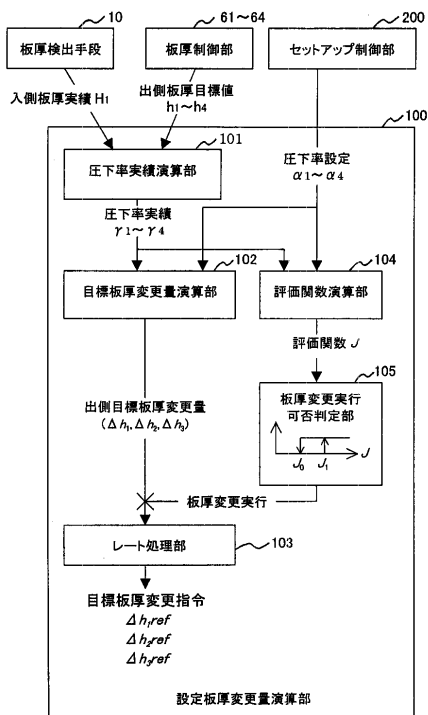 10
板厚検出手段
61~64
板厚制御部
200
セットアップ制御部
入側板厚実績 H1
出側板厚目標値
h1~h4
100
101
圧下率実績演算部
圧下率設定
α1~α4
圧下率実績
γ1~γ4
102
目標板厚変更量演算部
104
評価関数演算部
評価関数 J
105
出側目標板厚変更量
(Δh₁,Δh₂,Δh₃)
板厚変更実行
可否判定部
J₀ J₁ J
板厚変更実行
レート処理部
103
目標板厚変更指令
Δh₁ref
Δh₂ref
Δh₃ref
設定板厚変更量演算部